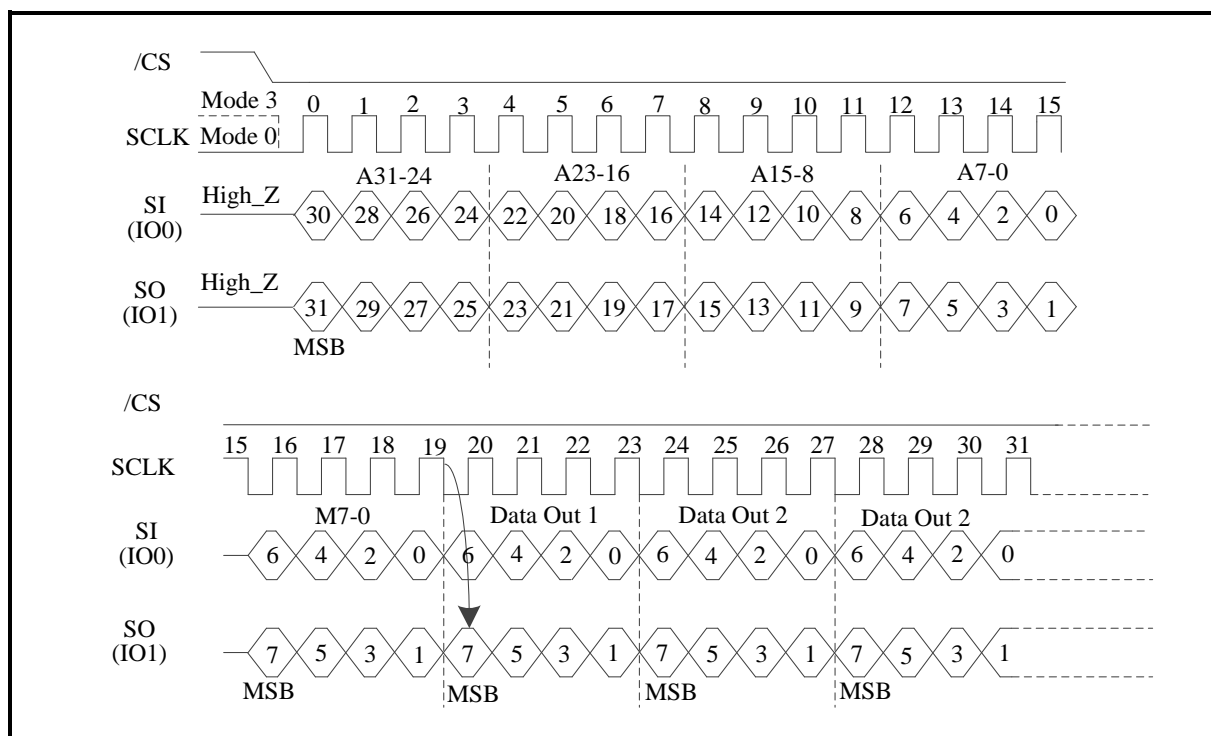 /CS
Mode 3
0 1 2 3 4 5 6 7 8 9 10 11 12 13 14 15
SCLK Mode 0
A31-24 A23-16 A15-8 A7-0
SI
(IO0)
High_Z
30 28 26 24 22 20 18 16 14 12 10 8 6 4 2 0
SO
(IO1)
High_Z
31 29 27 25 23 21 19 17 15 13 11 9 7 5 3 1
MSB
/CS
15 16 17 18 19 20 21 22 23 24 25 26 27 28 29 30 31
SCLK
M7-0 Data Out 1 Data Out 2 Data Out 2
SI
(IO0)
6 4 2 0 6 4 2 0 6 4 2 0 6 4 2 0
SO
(IO1)
7 5 3 1 7 5 3 1 7 5 3 1 7 5 3 1
MSB MSB MSB MSB